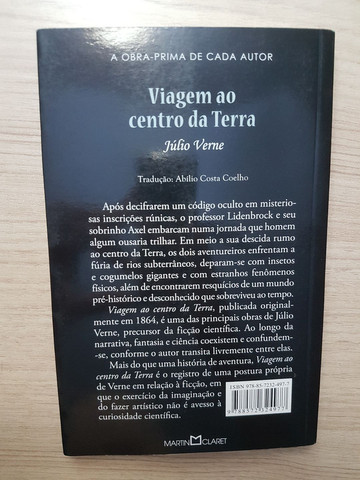 A OBRA-PRIMA DE CADA AUTOR
Viagem ao
centro da Terra
Júlio Verne
Tradução: Abílio Costa Coelho
Após decifrarem um código oculto em misterio-
sas inscrições rúnicas, o professor Lidenbrock e seu
sobrinho Axel embarcam numa jornada que homem
algum ousaria trilhar. Em meio a sua descida rumo
ao centro da Terra, os dois aventureiros enfrentam a
fúria de rios subterrâneos, deparam-se com insetos
e cogumelos gigantes e com estranhos fenômenos
físicos, além de encontrarem resquícios de um mundo
pré-histórico e desconhecido que sobreviveu ao tempo.
Viagem ao centro da Terra, publicada original-
mente em 1864, é uma das principais obras de Júlio
Verne, precursor da ficção científica. Ao longo da
narrativa, fantasia e ciência coexistem e confundem-
-se, conforme o autor transita livremente entre elas.
Mais do que uma história de aventura, Viagem ao
centro da Terra é o registro de uma postura própria
de Verne em relação à ficção, em
que o exercício da imaginação e
do fazer artístico não é avesso à
curiosidade científica.
ISBN 978-85-7232-497-7
9788572324977
MARTIN CLARET